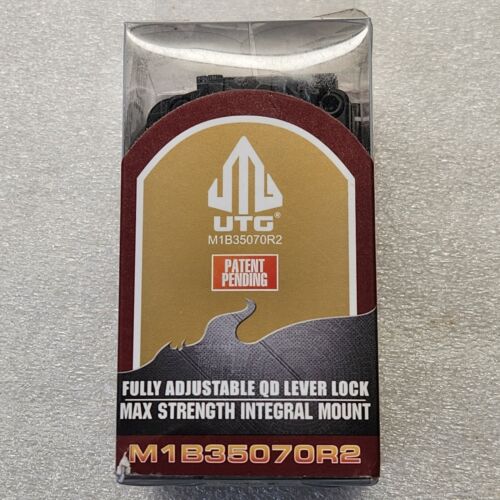 UTG®
M1B35070R2
PATENT
PENDING
FULLY ADJUSTABLE QD LEVER LOCK
MAX STRENGTH INTEGRAL MOUNT
M1B35070R2